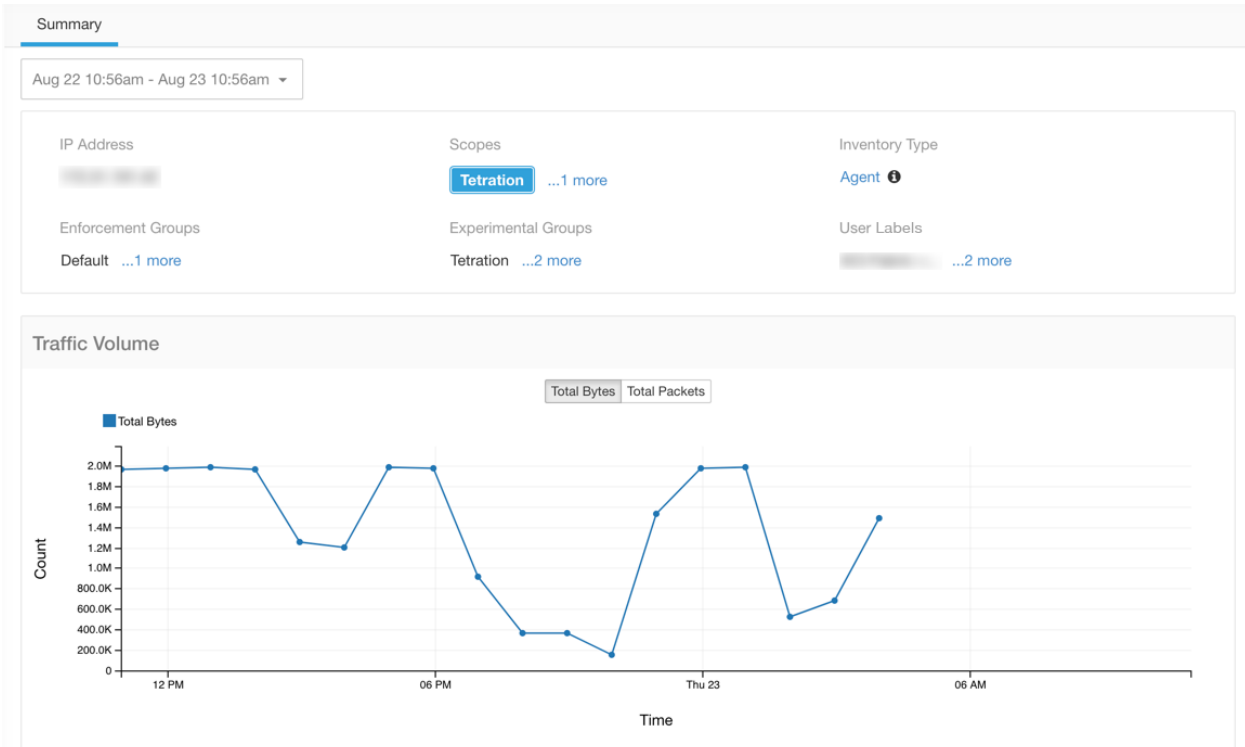 Summary
Aug 22 10:56am - Aug 23 10:56am
IP Address Scopes Inventory Type
Tetration ...1 more Agent
Enforcement Groups Experimental Groups User Labels
Default ...1 more Tetration ...2 more ...2 more
Traffic Volume
Total Bytes Total Packets
Total Bytes
2.0M
1.8M
1.6M
1.4M
1.2M
1.0M
800.0K
600.0K
400.0K
200.0K
0
Count
12 PM 06 PM Thu 23 06 AM
Time